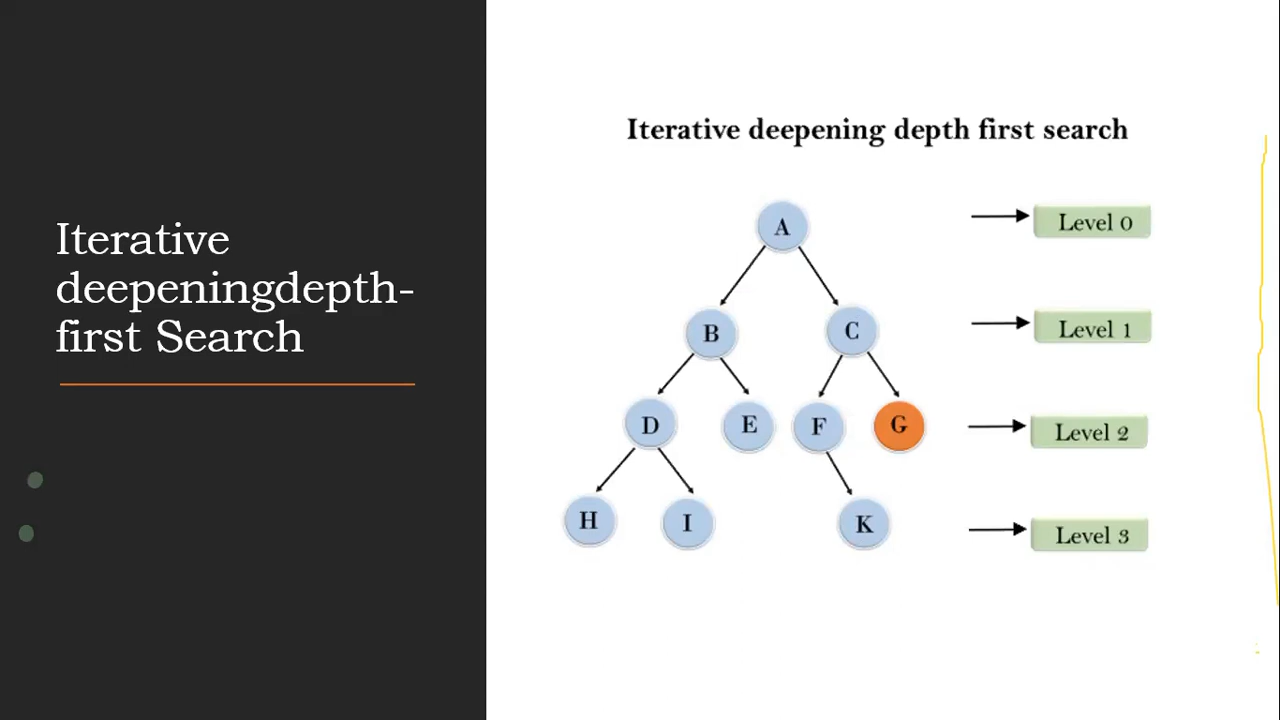 Iterative
deepeningdepth-
first Search
Iterative deepening depth first search
A
Level 0
B
C
Level 1
D
E
F
G
Level 2
H
I
K
Level 3